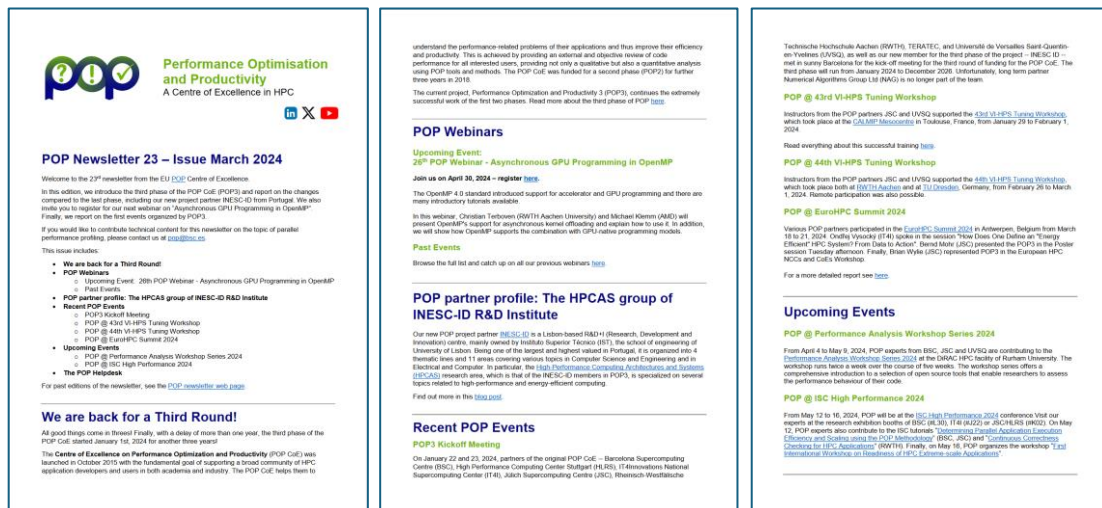 Performance Optimisation
and Productivity
A Centre of Excellence in HPC
POP Newsletter 23 – Issue March 2024
Welcome to the 23rd newsletter from the EU POP Centre of Excellence.
In this edition, we introduce the third phase of the POP CoE (POP3) and report on the changes
compared to the last phase, including our new project partner INESC-ID from Portugal. We also
invite you to register for our next webinar on "Asynchronous GPU Programming in OpenMP".
Finally, we report on the first events organized by POP3.
If you would like to contribute technical content for this newsletter on the topic of parallel
performance profiling, please contact us at pop@bsc.es
This issue includes:
• We are back for a Third Round!
• POP Webinars
o Upcoming Event: 26th POP Webinar - Asynchronous GPU Programming in OpenMP
o Past Events
• POP partner profile: The HPCAS group of INESC-ID R&D Institute
• Recent POP Events
o POP3 Kickoff Meeting
o POP @ 43rd VI-HPS Tuning Workshop
o POP @ 44th VI-HPS Tuning Workshop
o POP @ EuroHPC Summit 2024
• Upcoming Events
o POP @ Performance Analysis Workshop Series 2024
o POP @ ISC High Performance 2024
• The POP Helpdesk
For past editions of the newsletter, see the POP newsletter web page
We are back for a Third Round!
All good things come in threes! Finally, with a delay of more than one year, the third phase of the
POP CoE started January 1st, 2024 for another three years!
The Centre of Excellence on Performance Optimization and Productivity (POP CoE) was
launched in October 2015 with the fundamental goal of supporting a broad community of HPC
application developers and users in both academia and industry. The POP CoE helps them to
understand the performance-related problems of their applications and thus improve their efficiency
and productivity. This is achieved by providing an external and objective review of code
performance for all interested users, providing not only a qualitative but also a quantitative analysis
using POP tools and methods. The POP CoE was funded for a second phase (POP2) for further
three years in 2018.
The current project, Performance Optimization and Productivity 3 (POP3), continues the extremely
successful work of the first two phases. Read more about the third phase of POP here.
POP Webinars
Upcoming Event:
26th POP Webinar - Asynchronous GPU Programming in OpenMP
Join us on April 30, 2024 – register here.
The OpenMP 4.0 standard introduced support for accelerator and GPU programming and there are
many introductory tutorials available.
In this webinar, Christian Terboven (RWTH Aachen University) and Michael Klemm (AMD) will
present OpenMP's support for asynchronous kernel offloading and explain how to use it. In addition,
we will show how OpenMP supports the combination with GPU-native programming models.
Past Events
Browse the full list and catch up on all our previous webinars here.
POP partner profile: The HPCAS group of
INESC-ID R&D Institute
Our new POP project partner INESC-ID is a Lisbon-based R&D+I (Research, Development and
Innovation) centre, mainly owned by Instituto Superior Técnico (IST), the school of engineering of
University of Lisbon. Being one of the largest and highest valued in Portugal, it is organized into 4
thematic lines and 11 areas covering various topics in Computer Science and Engineering and in
Electrical and Computer. In particular, the High-Performance Computing Architectures and Systems
(HPCAS) research area, which is that of the INESC-ID members in POP3, is specialized on several
topics related to high-performance and energy-efficient computing.
Find out more in this blog post.
Recent POP Events
POP3 Kickoff Meeting
On January 22 and 23, 2024, partners of the original POP CoE -- Barcelona Supercomputing
Centre (BSC), High Performance Computing Center Stuttgart (HLRS), IT4Innovations National
Supercomputing Center (IT4I), Jülich Supercomputing Centre (JSC), Rheinisch-Westfälische
Technische Hochschule Aachen (RWTH), TERATEC, and Université de Versailles Saint-Quentin-
en-Yvelines (UVSQ), as well as our new member for the third phase of the project -- INESC ID --
met in sunny Barcelona for the kick-off meeting for the third round of funding for the POP CoE. The
third phase will run from January 2024 to December 2026. Unfortunately, long term partner
Numerical Algorithms Group Ltd (NAG) is no longer part of the team.
POP @ 43rd VI-HPS Tuning Workshop
Instructors from the POP partners JSC and UVSQ supported the 43rd VI-HPS Tuning Workshop,
which took place at the CALMIP Mesocentre in Toulouse, France, from January 29 to February 1,
2024.
Read everything about this successful training here.
POP @ 44th VI-HPS Tuning Workshop
Instructors from the POP partners JSC and UVSQ supported the 44th VI-HPS Tuning Workshop,
which took place both at RWTH Aachen and at TU Dresden, Germany, from February 26 to March
1, 2024. Remote participation was also possible.
POP @ EuroHPC Summit 2024
Various POP partners participated in the EuroHPC Summit 2024 in Antwerpen, Belgium from March
18 to 21, 2024. Ondřej Vysocký (IT4I) spoke in the session "How Does One Define an "Energy
Efficient" HPC System? From Data to Action". Bernd Mohr (JSC) presented the POP3 in the Poster
session Tuesday afternoon. Finally, Brian Wylie (JSC) represented POP3 in the European HPC
NCCs and CoEs Workshop.
For a more detailed report see here.
Upcoming Events
POP @ Performance Analysis Workshop Series 2024
From April 4 to May 9, 2024, POP experts from BSC, JSC and UVSQ are contributing to the
Performance Analysis Workshop Series 2024 at the DiRAC HPC facility of Rurham University. The
workshop runs twice a week over the course of five weeks. The workshop series offers a
comprehensive introduction to a selection of open source tools that enable researchers to assess
the performance behaviour of their code.
POP @ ISC High Performance 2024
From May 12 to 16, 2024, POP will be at the ISC High Performance 2024 conference Visit our
experts at the research exhibition booths of BSC (#L30), IT4I (#J22) or JSC/HLRS (#K02). On May
12, POP experts also contribute to the ISC tutorials "Determining Parallel Application Execution
Efficiency and Scaling using the POP Methodology" (BSC, JSC) and "Continuous Correctness
Checking for HPC Applications" (RWTH). Finally, on May 16, POP organizes the workshop "First
International Workshop on Readiness of HPC Extreme-scale Applications".